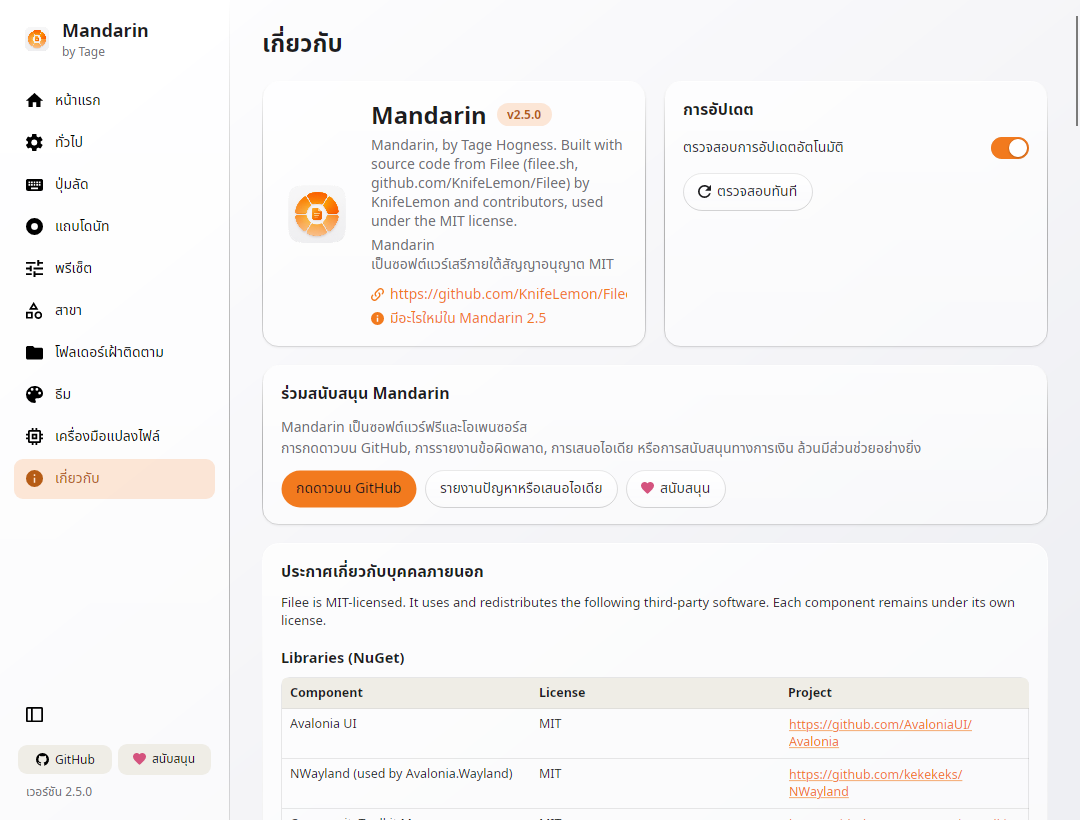 Mandarin
by Tage
หน้าแรก
ทั่วไป
ปุ่มลัด
แถบโดนัท
พรีเซ็ต
สาขา
โฟลเดอร์เฝ้าติดตาม
ธีม
เครื่องมือแปลงไฟล์
เกี่ยวกับ
GitHub
สนับสนุน
เวอร์ชัน 2.5.0
เกี่ยวกับ
Mandarin v2.5.0
Mandarin, by Tage Hogness. Built with
source code from Filee (filee.sh,
github.com/KnifeLemon/Filee) by
KnifeLemon and contributors, used
under the MIT license.
Mandarin
เป็นซอฟต์แวร์เสรีภายใต้สัญญาอนุญาต MIT
https://github.com/KnifeLemon/Filee
มีอะไรใหม่ใน Mandarin 2.5
การอัปเดต
ตรวจสอบการอัปเดตอัตโนมัติ
ตรวจสอบทันที
ร่วมสนับสนุน Mandarin
Mandarin เป็นซอฟต์แวร์ฟรีและโอเพนซอร์ส
การกดดาวบน GitHub, การรายงานข้อผิดพลาด, การเสนอไอเดีย หรือการสนับสนุนทางการเงิน ล้วนมีส่วนช่วยอย่างยิ่ง
กดดาวบน GitHub
รายงานปัญหาหรือเสนอไอเดีย
สนับสนุน
ประกาศเกี่ยวกับบุคคลภายนอก
Filee is MIT-licensed. It uses and redistributes the following third-party software. Each component remains under its own
license.
Libraries (NuGet)
Component License Project
Avalonia UI MIT https://github.com/AvaloniaUI/
Avalonia
NWayland (used by Avalonia.Wayland) MIT https://github.com/kekekeks/
NWayland